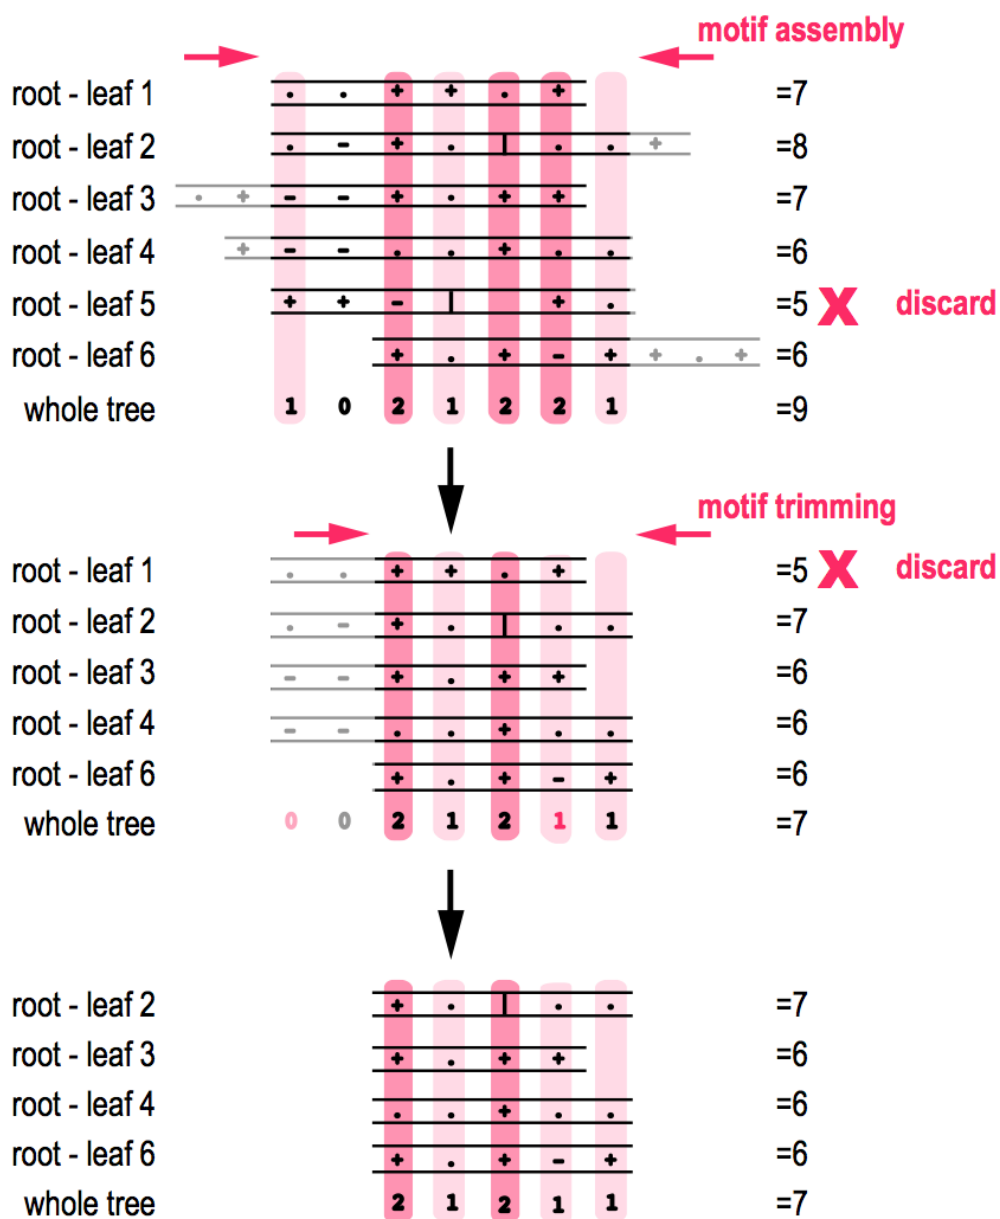 motif assembly
root - leaf 1 . . + + . + =7
root - leaf 2 . - + . | . . + =8
root - leaf 3 . + - - + . + + =7
root - leaf 4 + - - . . + . . =6
root - leaf 5 + + - | + . =5 X discard
root - leaf 6 + . + - + + . + =6
whole tree 1 0 2 1 2 2 1 =9
motif trimming
root - leaf 1 . . + + . + =5 X discard
root - leaf 2 . - + . | . . =7
root - leaf 3 - - + . + + =6
root - leaf 4 - - . . + . . =6
root - leaf 6 + . + - + =6
whole tree 0 0 2 1 2 1 1 =7
root - leaf 2 + . | . . =7
root - leaf 3 + . + + =6
root - leaf 4 . . + . . =6
root - leaf 6 + . + - + =6
whole tree 2 1 2 1 1 =7